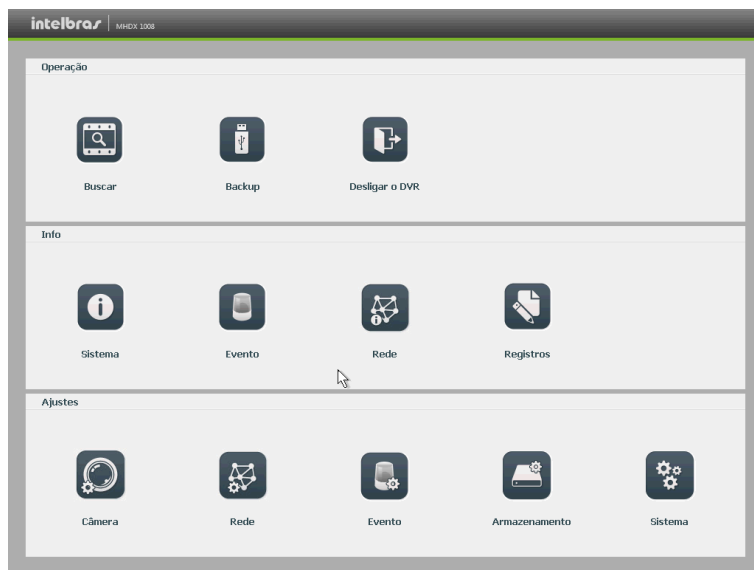 intelbras MHDX 1008
Operação
Buscar Backup Desligar o DVR
Info
Sistema Evento Rede Registros
Ajustes
Câmera Rede Evento Armazenamento Sistema